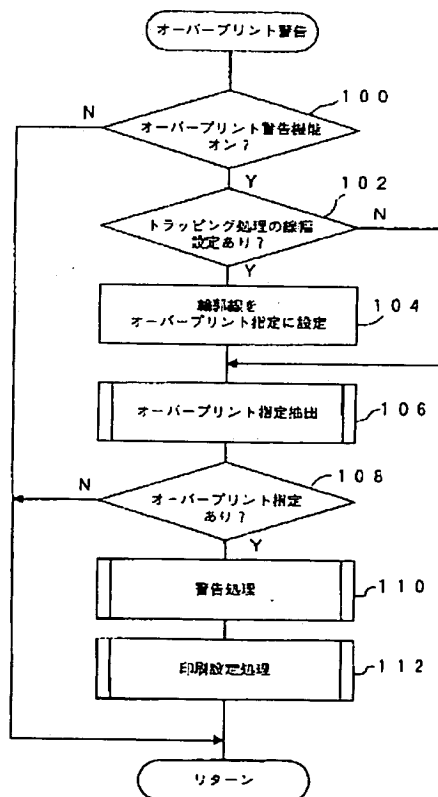 オーバープリント警告
100
オーバープリント警告機能
オン？
N
Y
102
トラッピング処理の線幅
設定あり？
N
Y
輪郭線を
オーバープリント指定に設定
104
オーバープリント指定抽出
106
108
オーバープリント指定
あり？
N
Y
警告処理
110
印刷設定処理
112
リターン